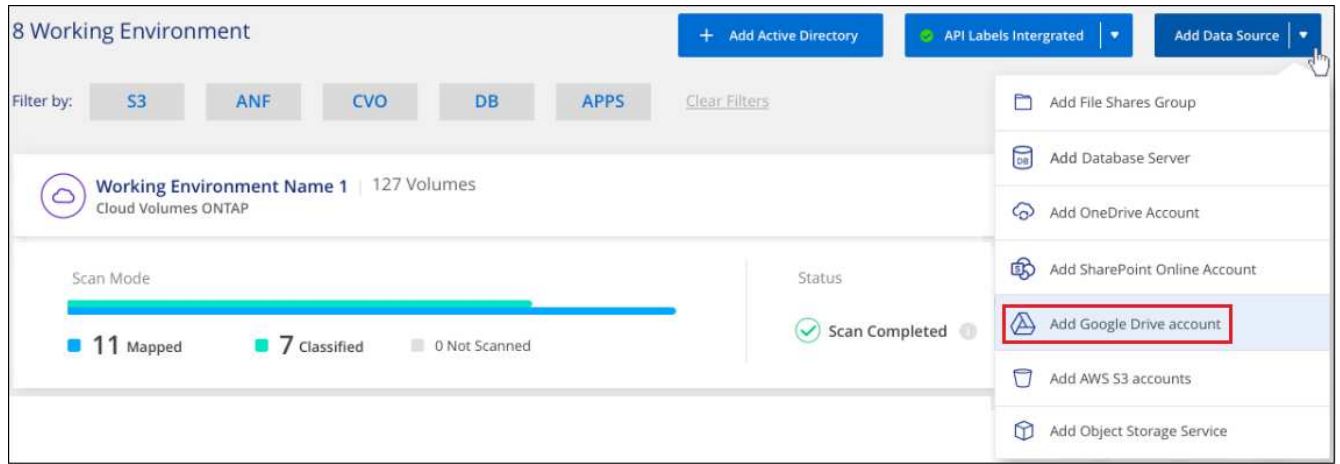 8 Working Environment
+ Add Active Directory
API Labels Intergrated
Add Data Source
Filter by:
S3
ANF
CVO
DB
APPS
Clear Filters
Add File Shares Group
DB
Add Database Server
Working Environment Name 1 | 127 Volumes
Cloud Volumes ONTAP
Add OneDrive Account
Add SharePoint Online Account
Scan Mode
Status
Add Google Drive account
11 Mapped
7 Classified
0 Not Scanned
Scan Completed
Add AWS S3 accounts
Add Object Storage Service